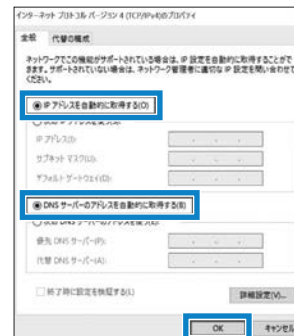 インターネット プロトコル バージョン 4 (TCP/IPv4)のプロパティ
全般 代替の構成
ネットワークでこの機能がサポートされている場合は、IP 設定を自動的に取得することがで
きます。サポートされていない場合は、ネットワーク管理者に適切な IP 設定を問い合わせて
ください。
IP アドレスを自動的に取得する(O)
IP アドレス(I):
サブネット マスク(U):
デフォルト ゲートウェイ(D):
DNS サーバーのアドレスを自動的に取得する(B)
優先 DNS サーバー(P):
代替 DNS サーバー(A):
終了時に設定を検証する(L)
詳細設定(V)...
OK キャンセル